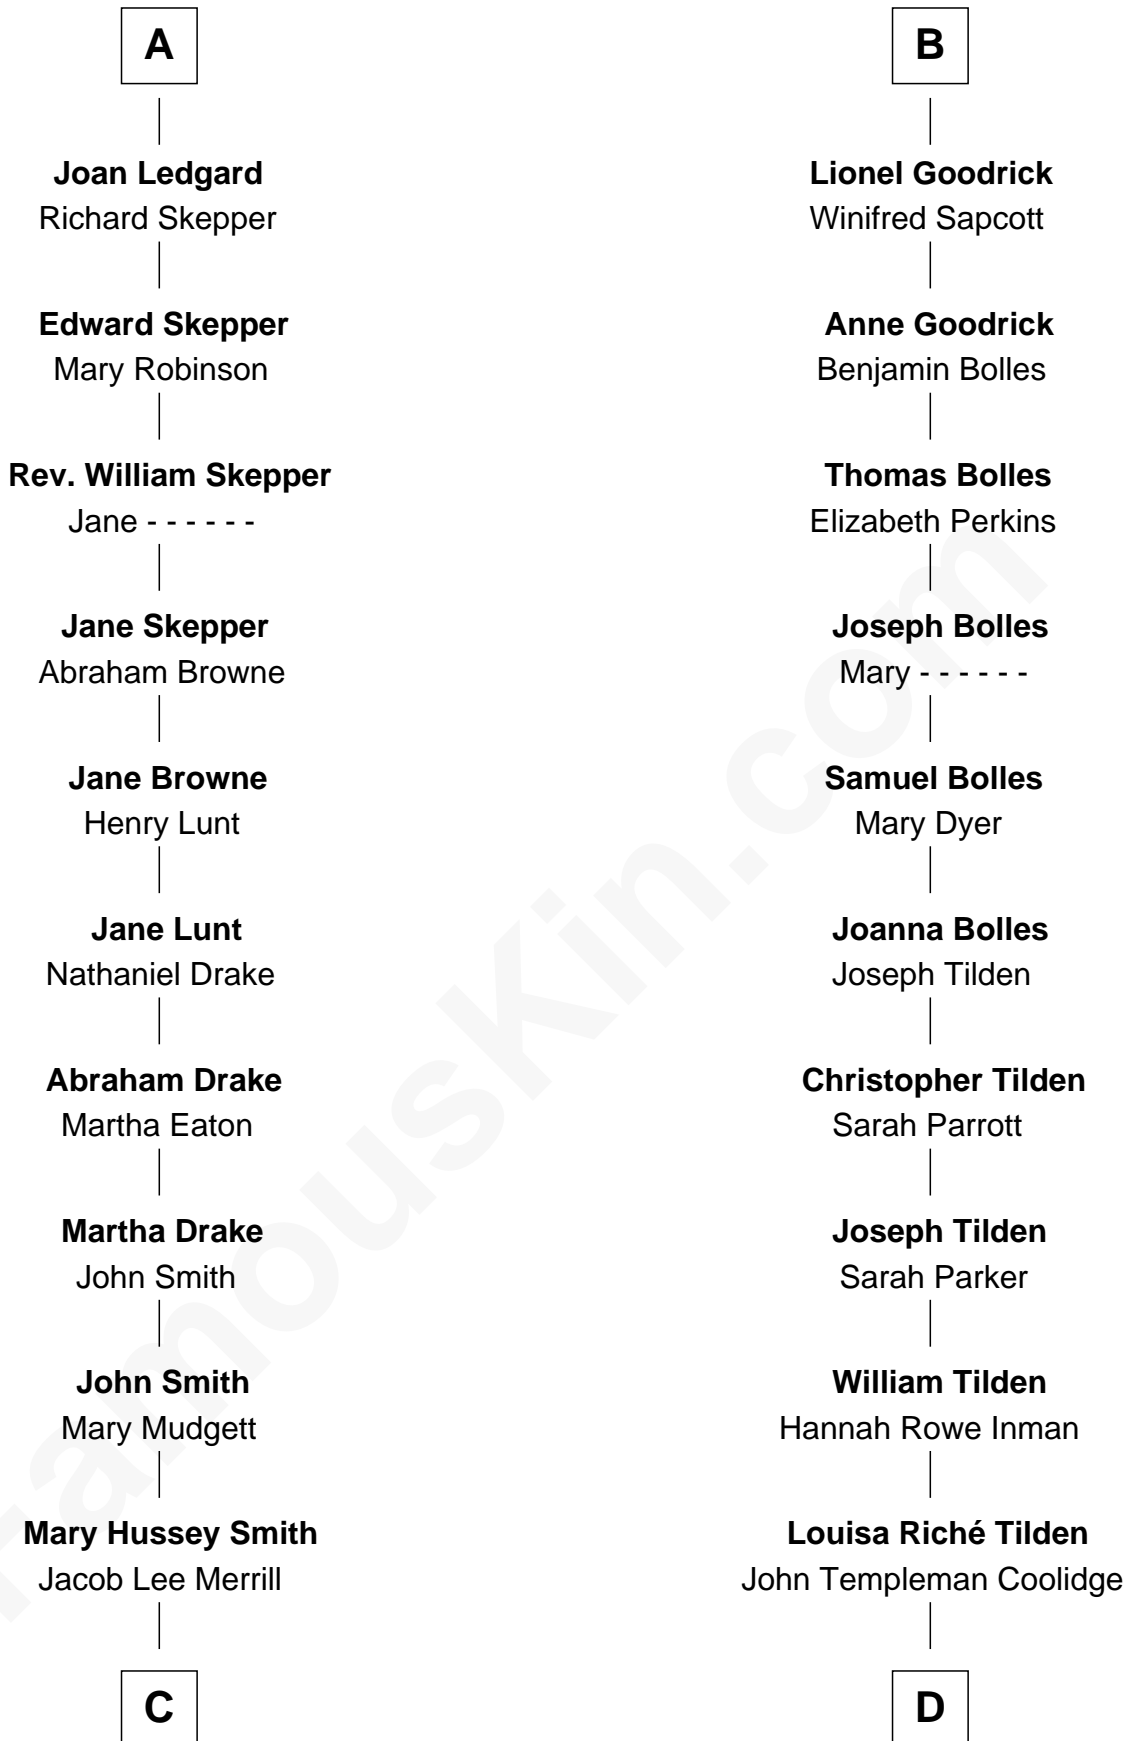 A
Joan Ledgard
Richard Skepper
Edward Skepper
Mary Robinson
Rev. William Skepper
Jane - - - - - -
Jane Skepper
Abraham Browne
Jane Browne
Henry Lunt
Jane Lunt
Nathaniel Drake
Abraham Drake
Martha Eaton
Martha Drake
John Smith
John Smith
Mary Mudgett
Mary Hussey Smith
Jacob Lee Merrill
C
B
Lionel Goodrick
Winifred Sapcott
Anne Goodrick
Benjamin Bolles
Thomas Bolles
Elizabeth Perkins
Joseph Bolles
Mary - - - - - -
Samuel Bolles
Mary Dyer
Joanna Bolles
Joseph Tilden
Christopher Tilden
Sarah Parrott
Joseph Tilden
Sarah Parker
William Tilden
Hannah Rowe Inman
Louisa Riché Tilden
John Templeman Coolidge
D
FamousKin.com